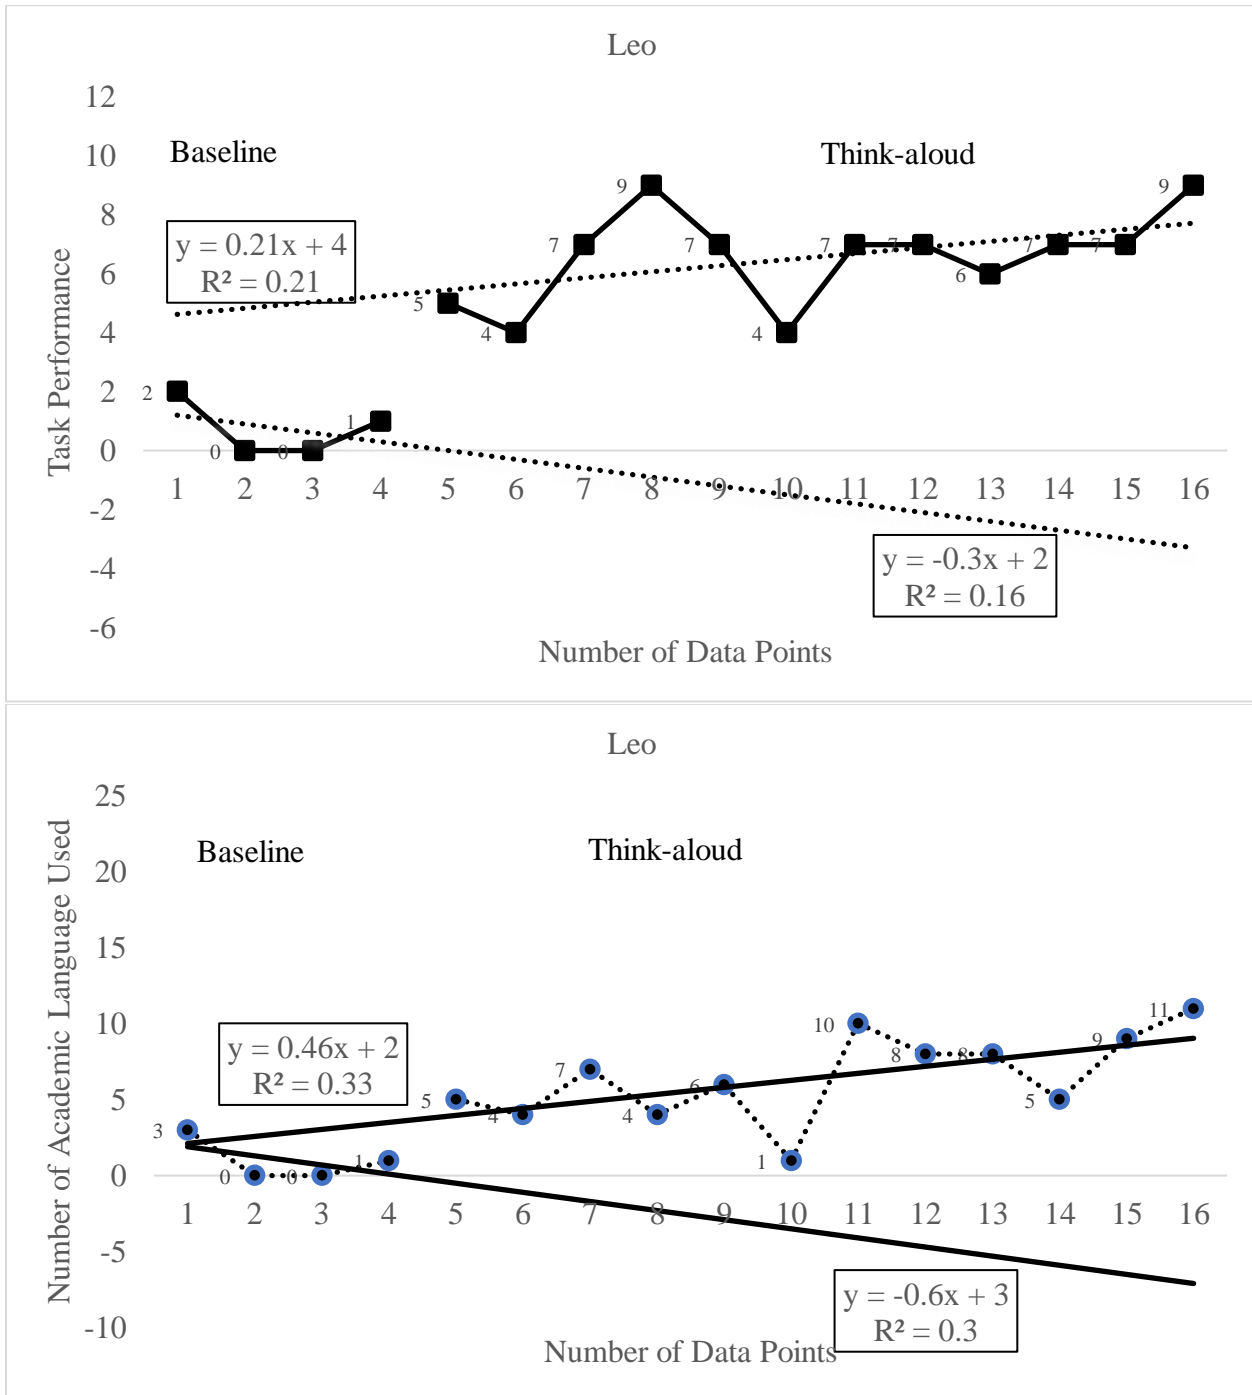 Leo
12
10
8
6
4
2
0
-2
-4
-6
Task Performance
Baseline
Think-aloud
y = 0.21x + 4
R² = 0.21
2
0
0
1
5
4
7
9
7
4
7
7
6
7
7
9
1 2 3 4 5 6 7 8 9 10 11 12 13 14 15 16
y = -0.3x + 2
R² = 0.16
Number of Data Points
Leo
25
20
15
10
5
0
-5
-10
Number of Academic Language Used
Baseline
Think-aloud
y = 0.46x + 2
R² = 0.33
3
0
0
1
5
4
7
4
6
1
10
8
8
5
9
11
1 2 3 4 5 6 7 8 9 10 11 12 13 14 15 16
y = -0.6x + 3
R² = 0.3
Number of Data Points